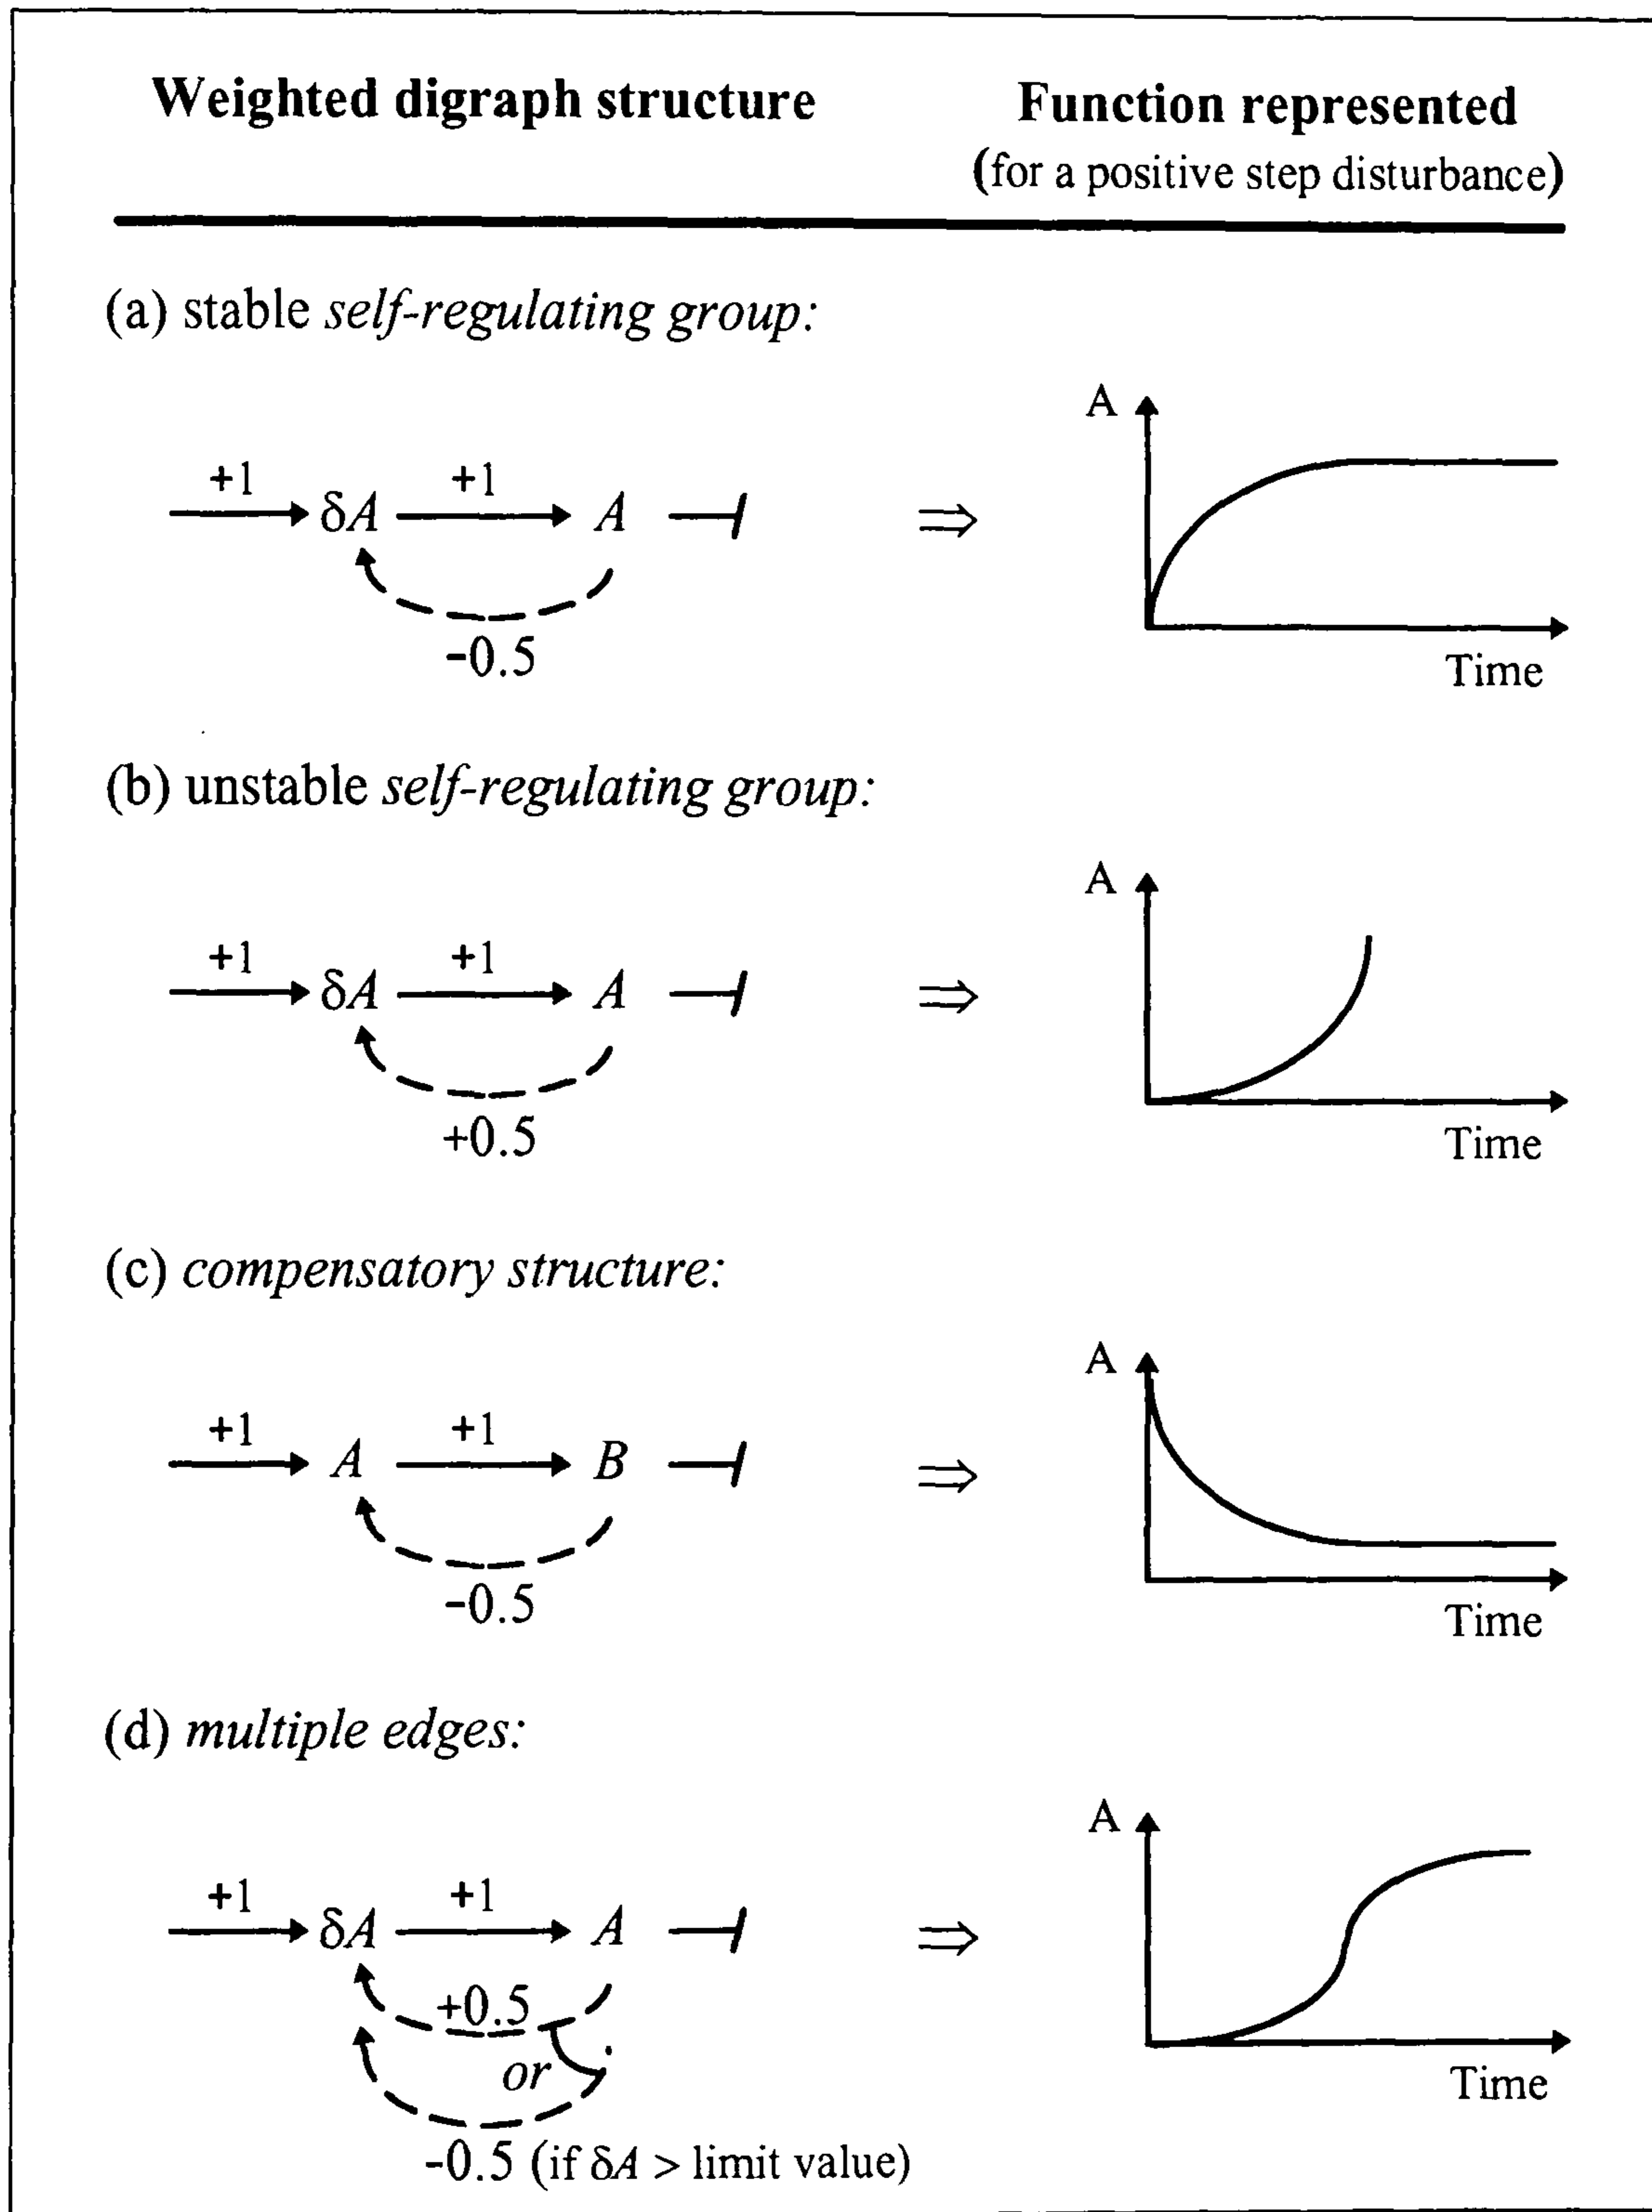 Weighted digraph structure
Function represented
(for a positive step disturbance)
(a) stable self-regulating group:
+1
δA
+1
A
-0.5
A
Time
(b) unstable self-regulating group:
+1
δA
+1
A
+0.5
A
Time
(c) compensatory structure:
+1
A
+1
B
-0.5
A
Time
(d) multiple edges:
+1
δA
+1
A
+0.5
or
-0.5 (if δA > limit value)
A
Time